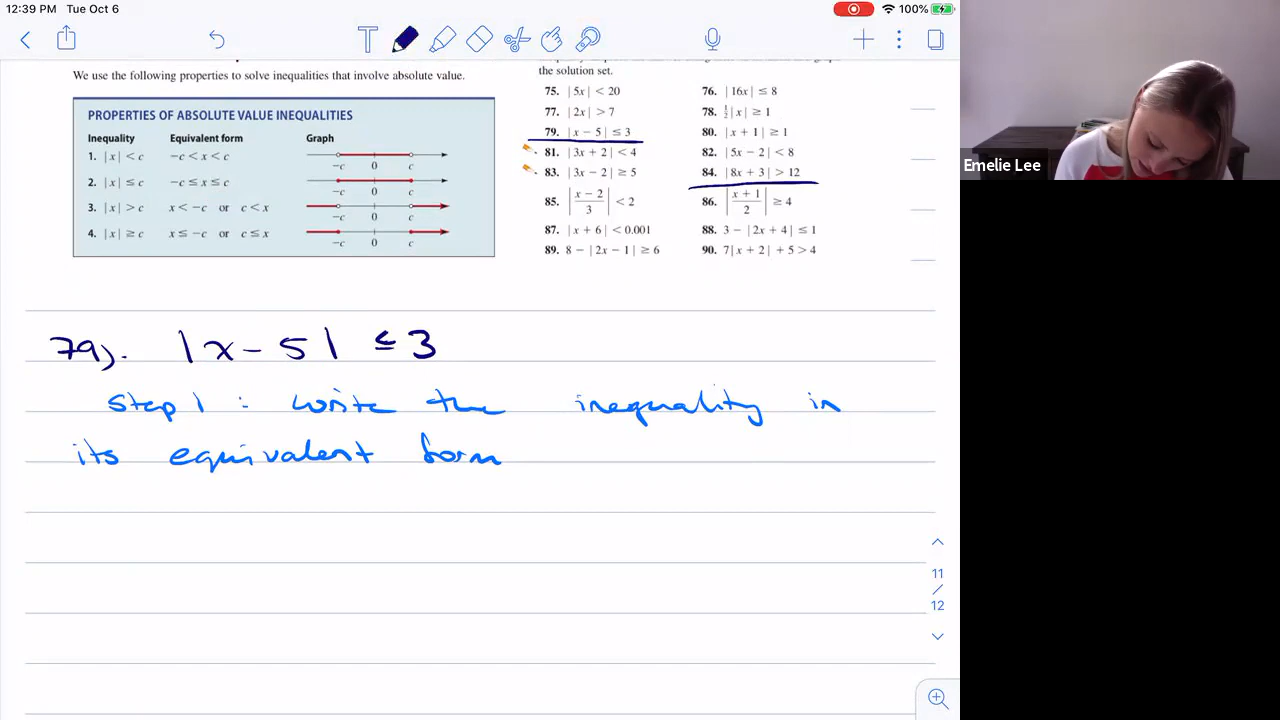 12:39 PM Tue Oct 6
100%
We use the following properties to solve inequalities that involve absolute value.
PROPERTIES OF ABSOLUTE VALUE INEQUALITIES
Inequality Equivalent form Graph
1. |x| < c -c < x < c
-c 0 c
2. |x| ≤ c -c ≤ x ≤ c
-c 0 c
3. |x| > c x < -c or c < x
-c 0 c
4. |x| ≥ c x ≤ -c or c ≤ x
-c 0 c
the solution set.
75. |5x| < 20 76. |16x| ≤ 8
77. |2x| > 7 78. ½|x| ≥ 1
79. |x - 5| ≤ 3 80. |x + 1| ≥ 1
81. |3x + 2| < 4 82. |5x - 2| < 8
83. |3x - 2| ≥ 5 84. |8x + 3| > 12
85. |(x - 2)/3| < 2 86. |(x + 1)/2| ≥ 4
87. |x + 6| < 0.001 88. 3 - |2x + 4| ≤ 1
89. 8 - |2x - 1| ≥ 6 90. 7|x + 2| + 5 > 4
79). |x - 5| ≤ 3
Step 1: write the inequality in
its equivalent form
11
/
12
Emelie Lee